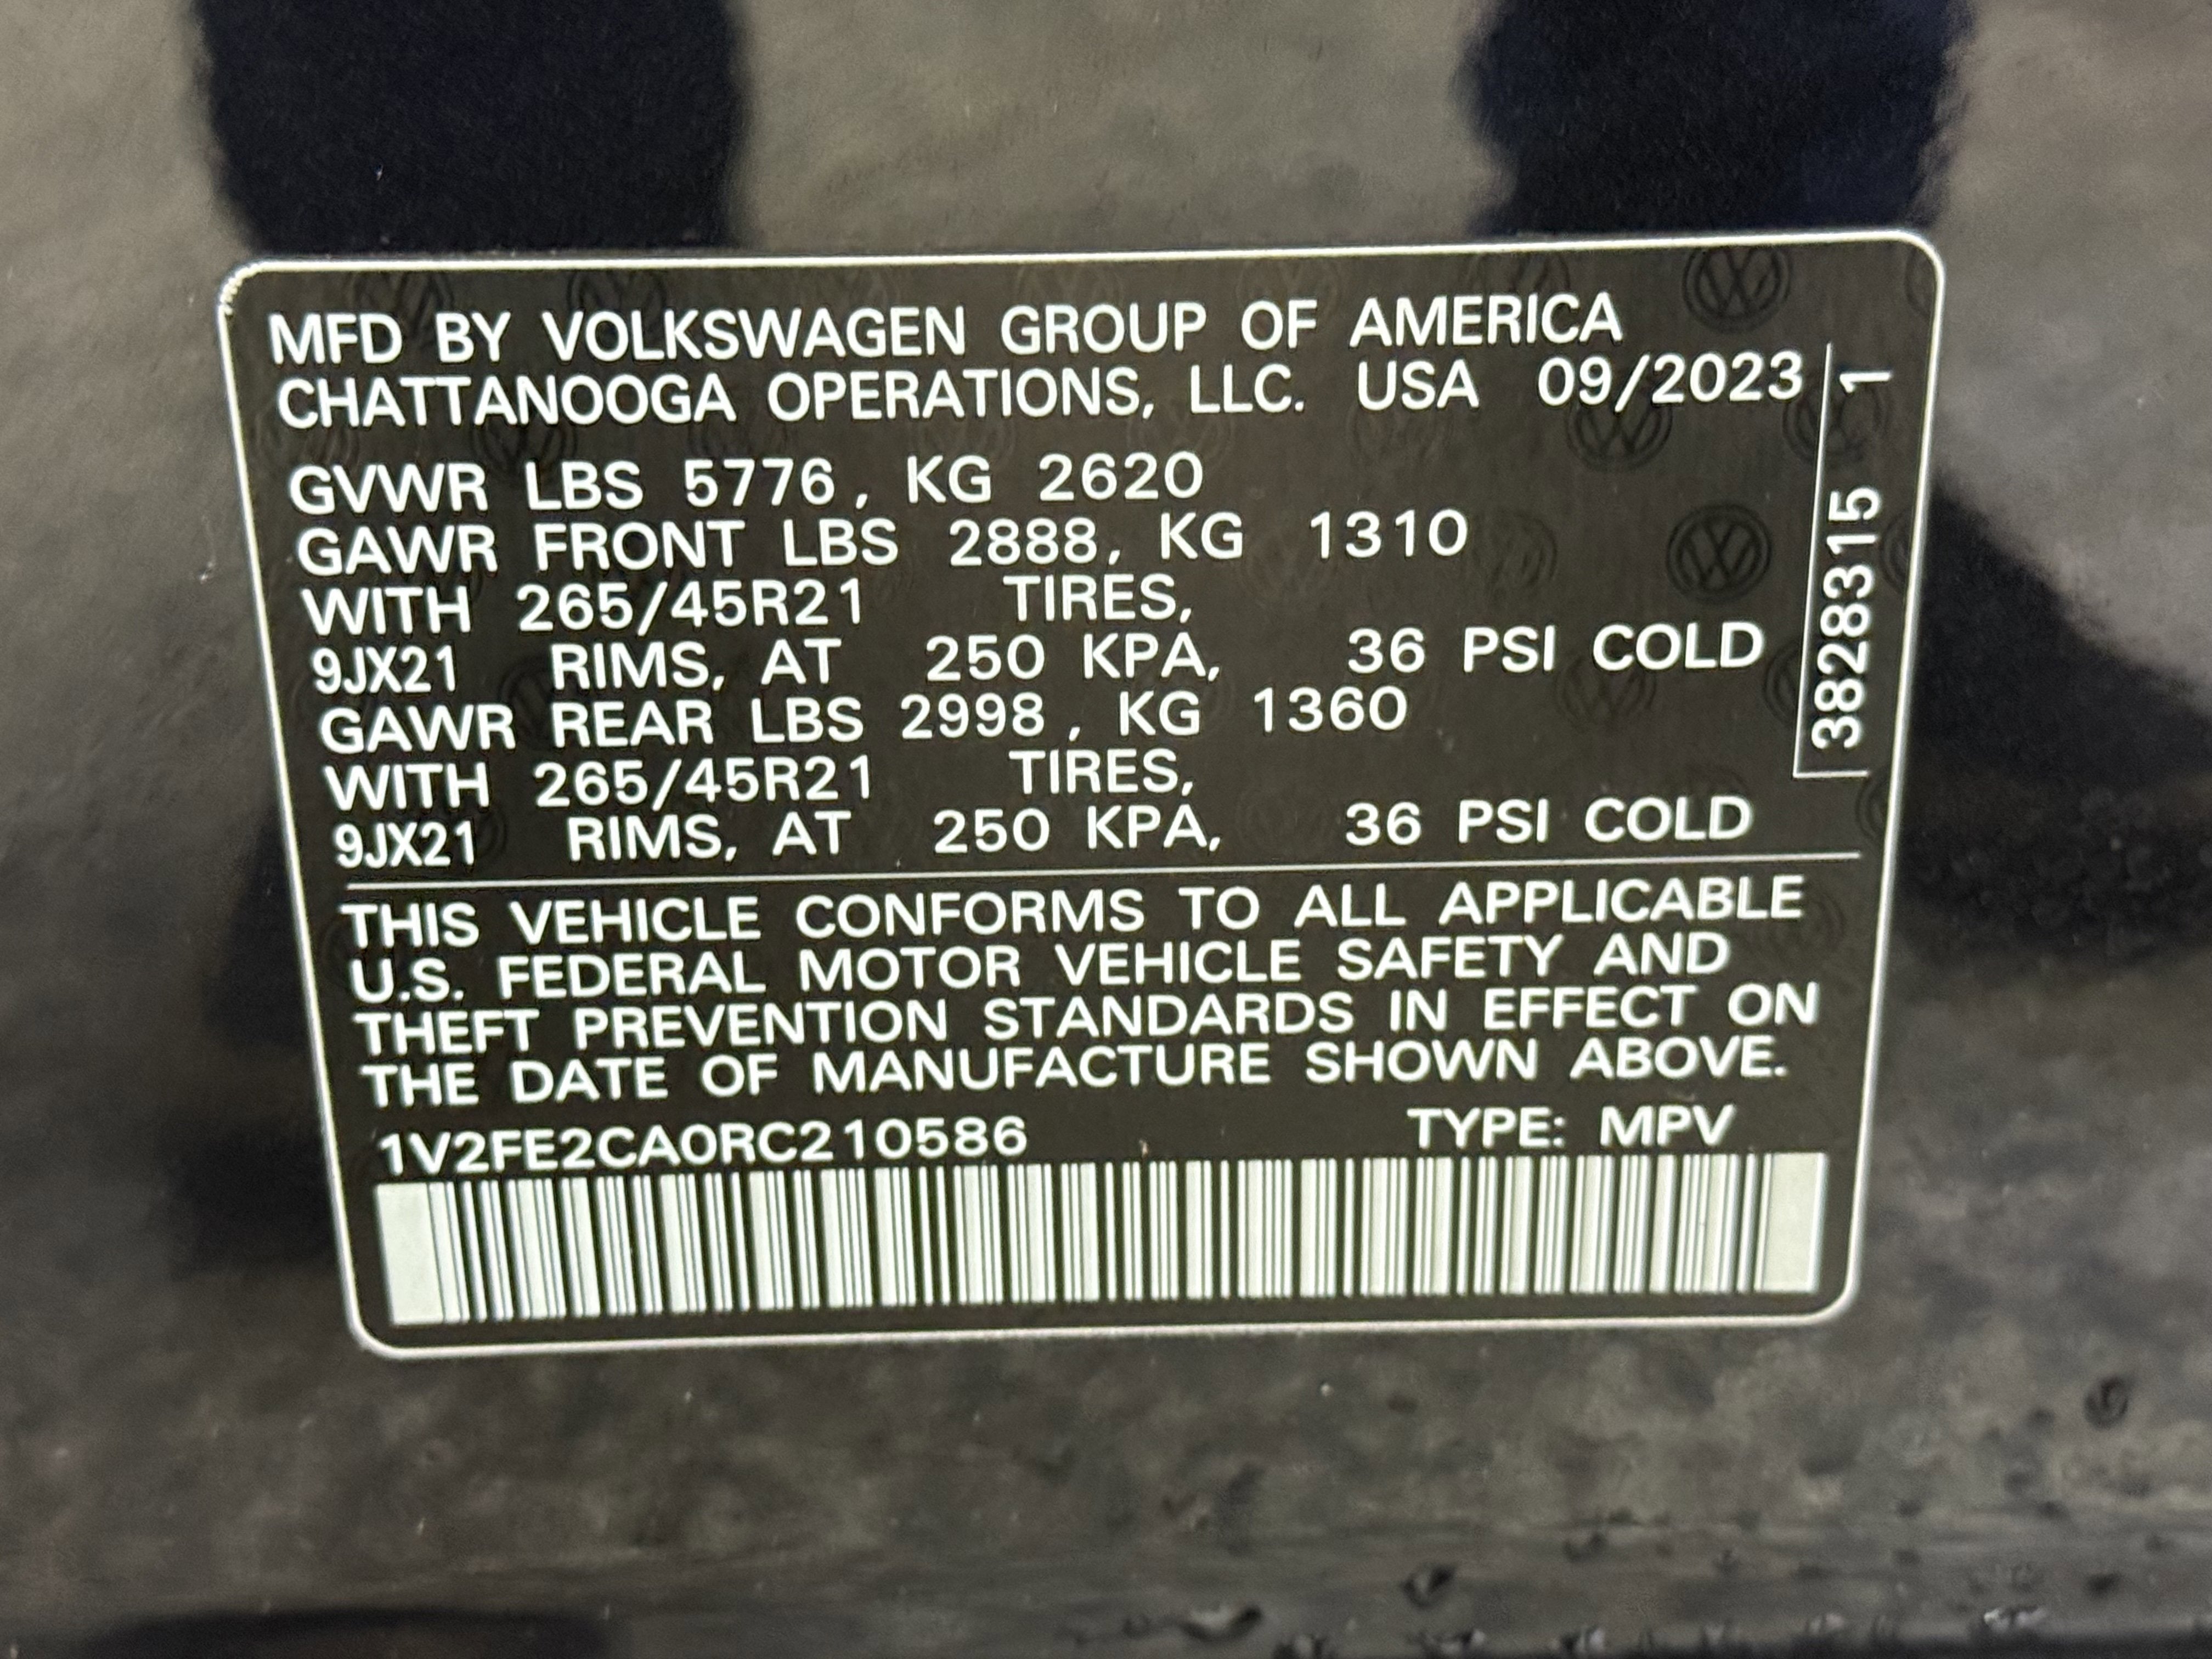 MFD BY VOLKSWAGEN GROUP OF AMERICA
CHATTANOOGA OPERATIONS, LLC. USA 09/2023
GVWR LBS 5776, KG 2620
GAWR FRONT LBS 2888, KG 1310
WITH 265/45R21 TIRES,
9JX21 RIMS, AT 250 KPA, 36 PSI COLD
GAWR REAR LBS 2998, KG 1360
WITH 265/45R21 TIRES,
9JX21 RIMS, AT 250 KPA, 36 PSI COLD
THIS VEHICLE CONFORMS TO ALL APPLICABLE
U.S. FEDERAL MOTOR VEHICLE SAFETY AND
THEFT PREVENTION STANDARDS IN EFFECT ON
THE DATE OF MANUFACTURE SHOWN ABOVE.
1V2FE2CA0RC210586 TYPE: MPV
3828315 1